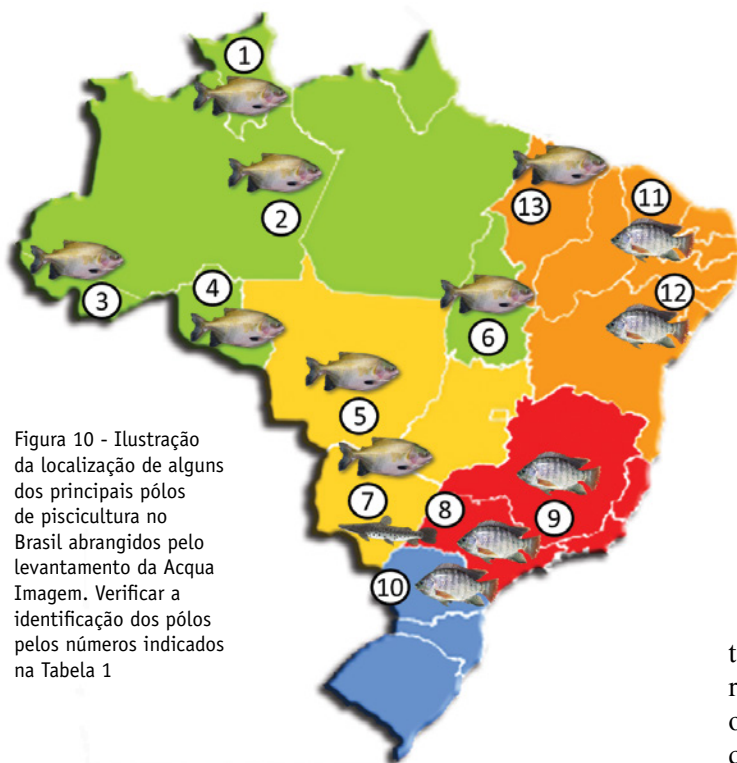 1
2
3
4
5
6
7
8
9
10
11
12
13
Figura 10 - Ilustração
da localização de alguns
dos principais pólos
de piscicultura no
Brasil abrangidos pelo
levantamento da Acqua
Imagem. Verificar a
identificação dos pólos
pelos números indicados
na Tabela 1